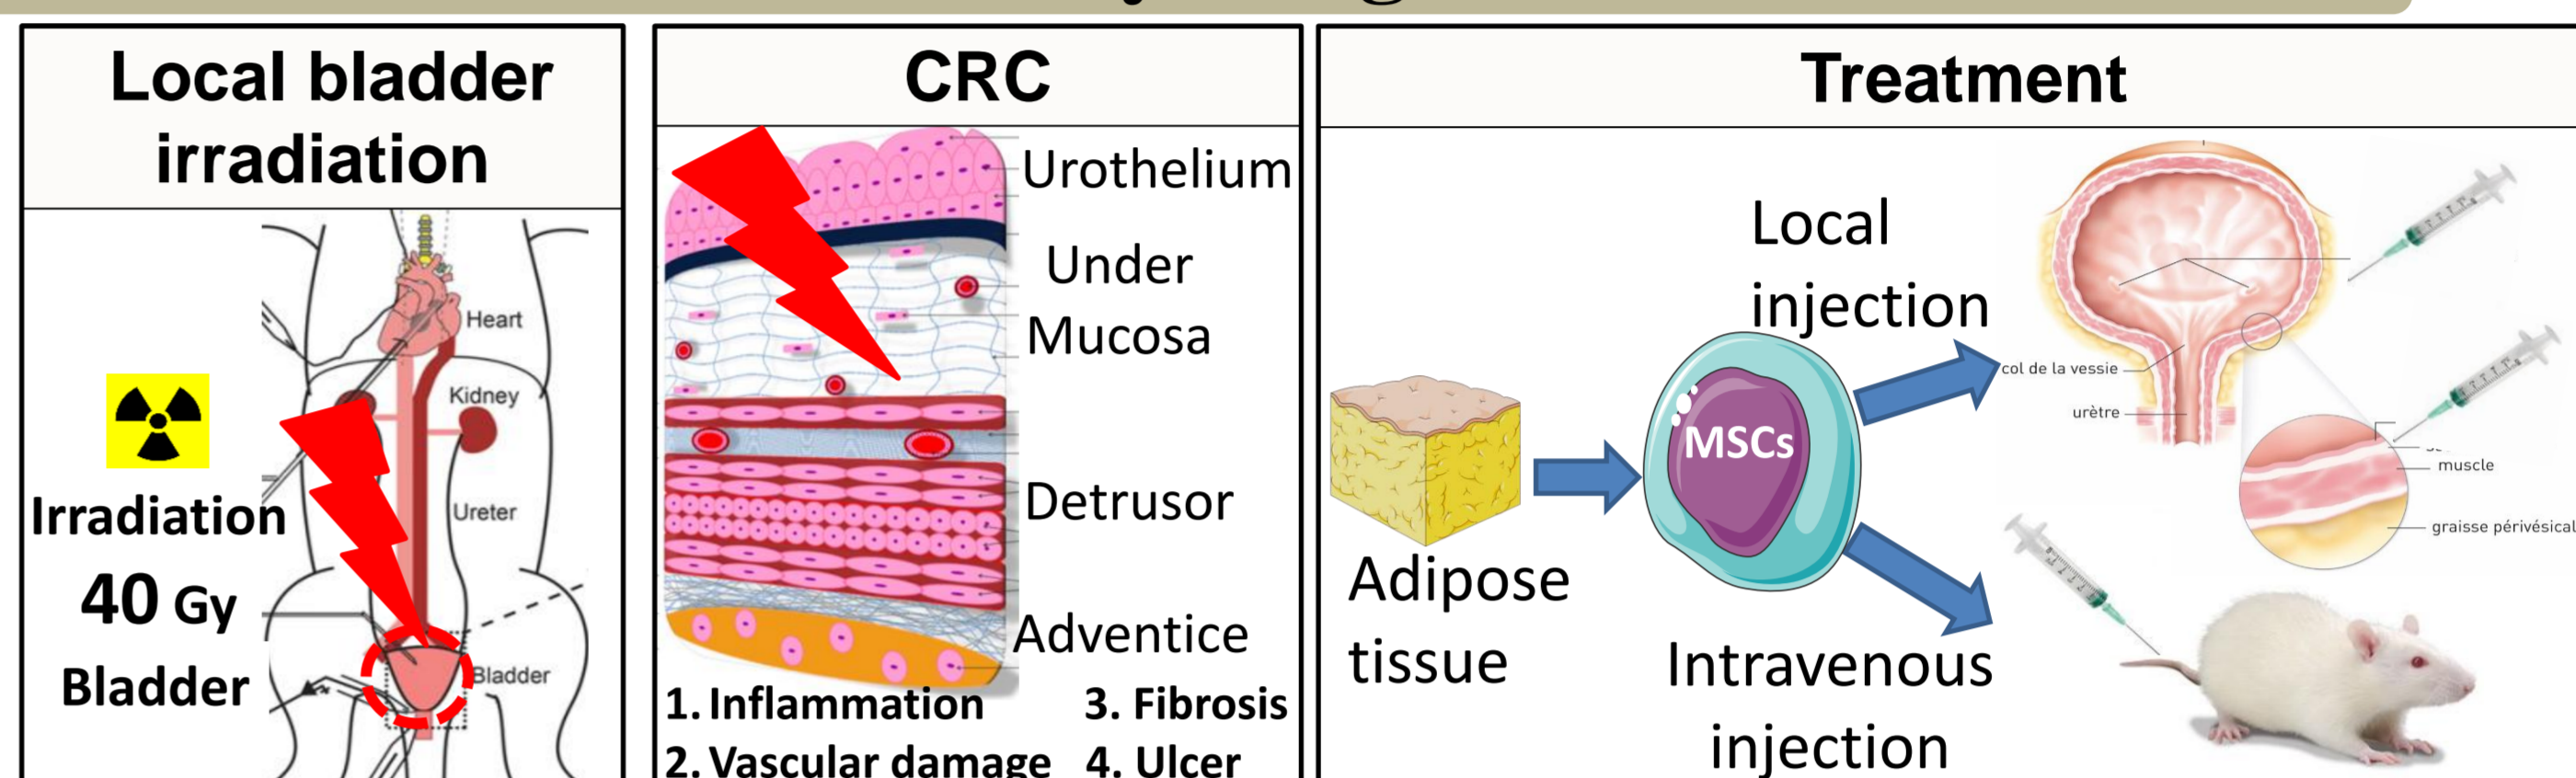 Local bladder
irradiation
Heart
Kidney
Ureter
Bladder
Irradiation
40 Gy
Bladder
CRC
Urothelium
Under
Mucosa
Detrusor
Adventice
1. Inflammation
3. Fibrosis
2. Vascular damage
4. Ulcer
Treatment
Adipose
tissue
MSCs
Local
injection
Intravenous
injection
col de la vessie
urètre
muscle
graisse périvésical